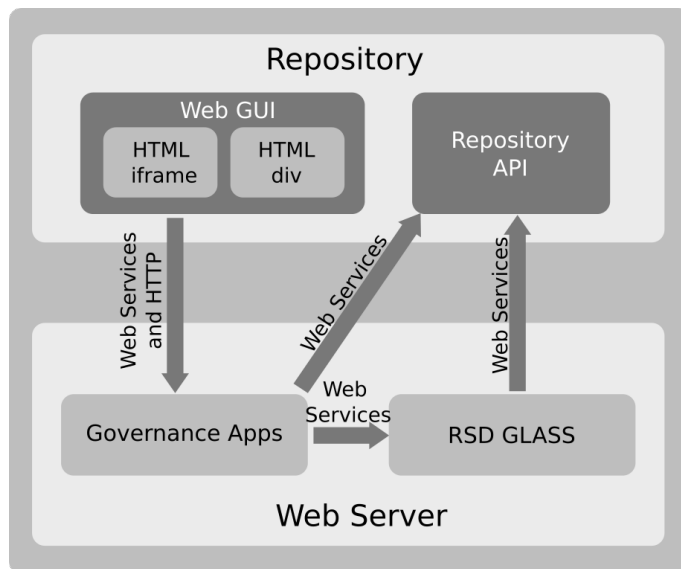 Repository
Web GUI
HTML
iframe
HTML
div
Repository
API
Web Services
and HTTP
Web Services
Web Services
Web
Services
Governance Apps
RSD GLASS
Web Server